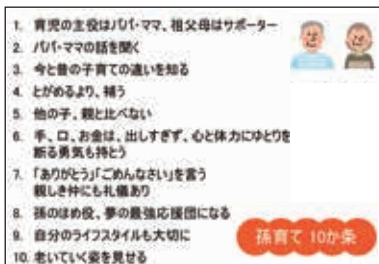 1. 育児の主役はパパ・ママ、祖父母はサポーター
2. パパ・ママの話を聞く
3. 今と昔の子育ての違いを知る
4. とがめるより、補う
5. 他の子、親と比べない
6. 手、口、お金は、出しすぎず、心と体力にゆとりを
断る勇気も持とう
7. 「ありがとう」「ごめんなさい」を言う
親しき仲にも礼儀あり
8. 孫のほめ役、夢の最強応援団になる
9. 自分のライフスタイルも大切に
10. 老いていく姿を見せる
孫育て 10か条